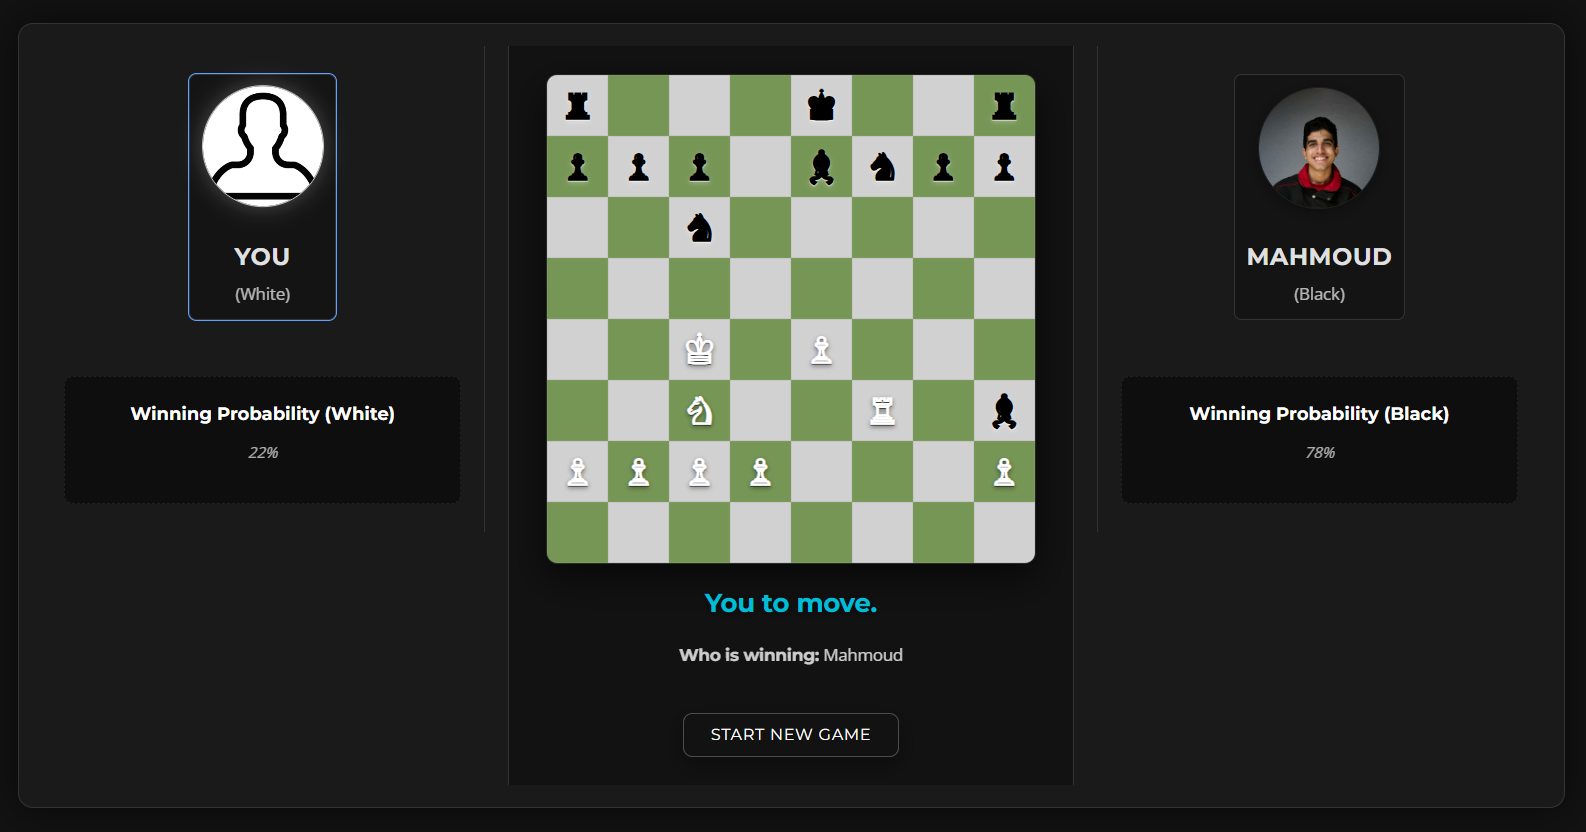 YOU
(White)
Winning Probability (White)
22%
You to move.
Who is winning: Mahmoud
START NEW GAME
MAHMOUD
(Black)
Winning Probability (Black)
78%